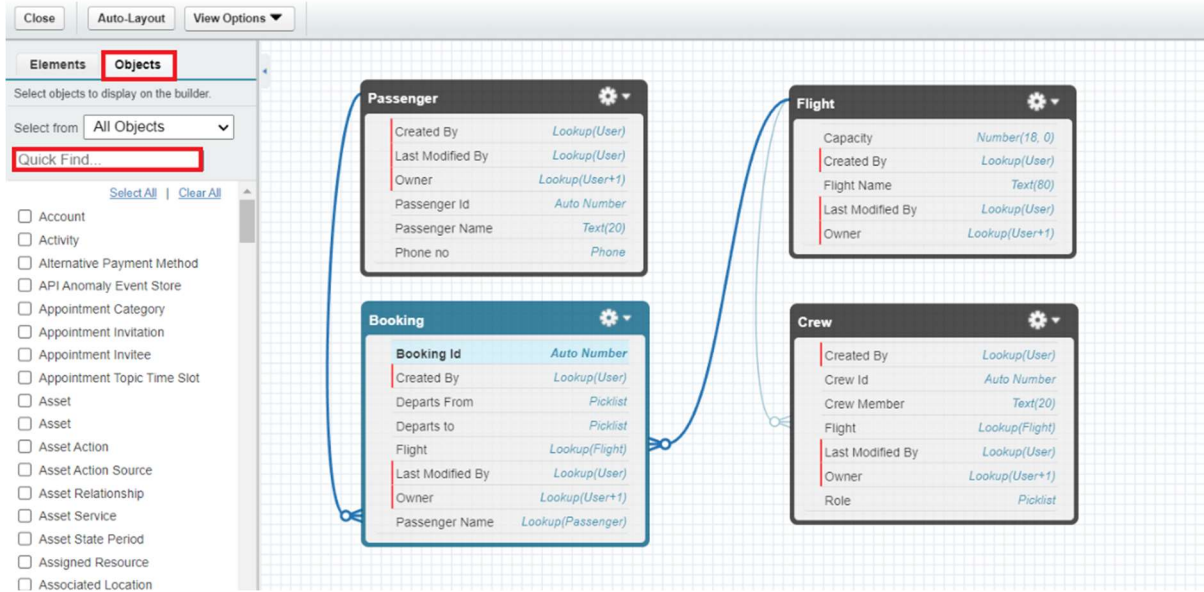 Close Auto-Layout View Options
Elements Objects
Select objects to display on the builder.
Select from All Objects
Quick Find...
Select All | Clear All
Account
Activity
Alternative Payment Method
API Anomaly Event Store
Appointment Category
Appointment Invitation
Appointment Invitee
Appointment Topic Time Slot
Asset
Asset
Asset Action
Asset Action Source
Asset Relationship
Asset Service
Asset State Period
Assigned Resource
Associated Location
Passenger
Created By Lookup(User)
Last Modified By Lookup(User)
Owner Lookup(User+1)
Passenger Id Auto Number
Passenger Name Text(20)
Phone no Phone
Booking
Booking Id Auto Number
Created By Lookup(User)
Departs From Picklist
Departs to Picklist
Flight Lookup(Flight)
Last Modified By Lookup(User)
Owner Lookup(User+1)
Passenger Name Lookup(Passenger)
Flight
Capacity Number(18, 0)
Created By Lookup(User)
Flight Name Text(80)
Last Modified By Lookup(User)
Owner Lookup(User+1)
Crew
Created By Lookup(User)
Crew Id Auto Number
Crew Member Text(20)
Flight Lookup(Flight)
Last Modified By Lookup(User)
Owner Lookup(User+1)
Role Picklist